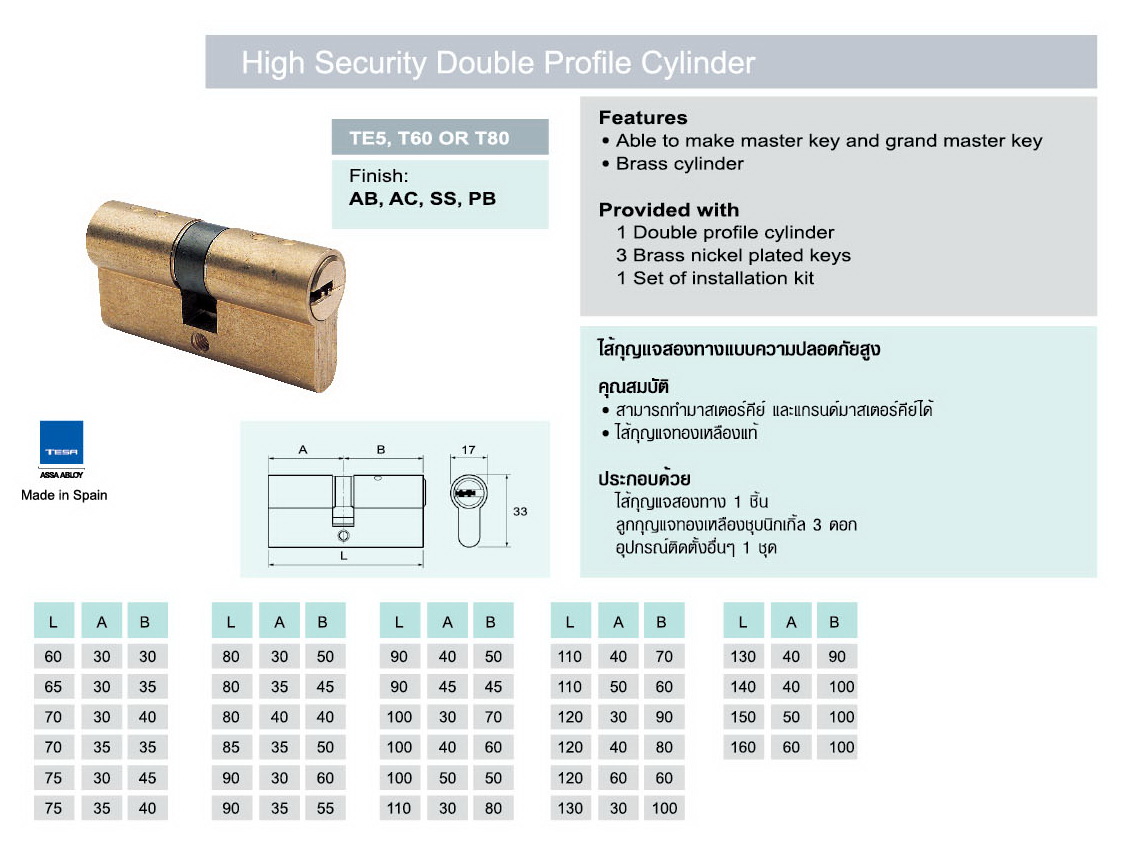 High Security Double Profile Cylinder
TE5, T60 OR T80
Finish:
AB, AC, SS, PB
Features
• Able to make master key and grand master key
• Brass cylinder
Provided with
1 Double profile cylinder
3 Brass nickel plated keys
1 Set of installation kit
ไส้กุญแจสองทางแบบความปลอดภัยสูง
คุณสมบัติ
• สามารถทำมาสเตอร์คีย์ และแกรนด์มาสเตอร์คีย์ได้
• ไส้กุญแจทองเหลืองแท้
ประกอบด้วย
ไส้กุญแจสองทาง 1 ชิ้น
ลูกกุญแจทองเหลืองชุบนิกเกิ้ล 3 ดอก
อุปกรณ์ติดตั้งอื่นๆ 1 ชุด
TESA
ASSA ABLOY
Made in Spain
A B 17
33
L
L A B L A B L A B L A B L A B
60 30 30 80 30 50 90 40 50 110 40 70 130 40 90
65 30 35 80 35 45 90 45 45 110 50 60 140 40 100
70 30 40 80 40 40 100 30 70 120 30 90 150 50 100
70 35 35 85 35 50 100 40 60 120 40 80 160 60 100
75 30 45 90 30 60 100 50 50 120 60 60
75 35 40 90 35 55 110 30 80 130 30 100